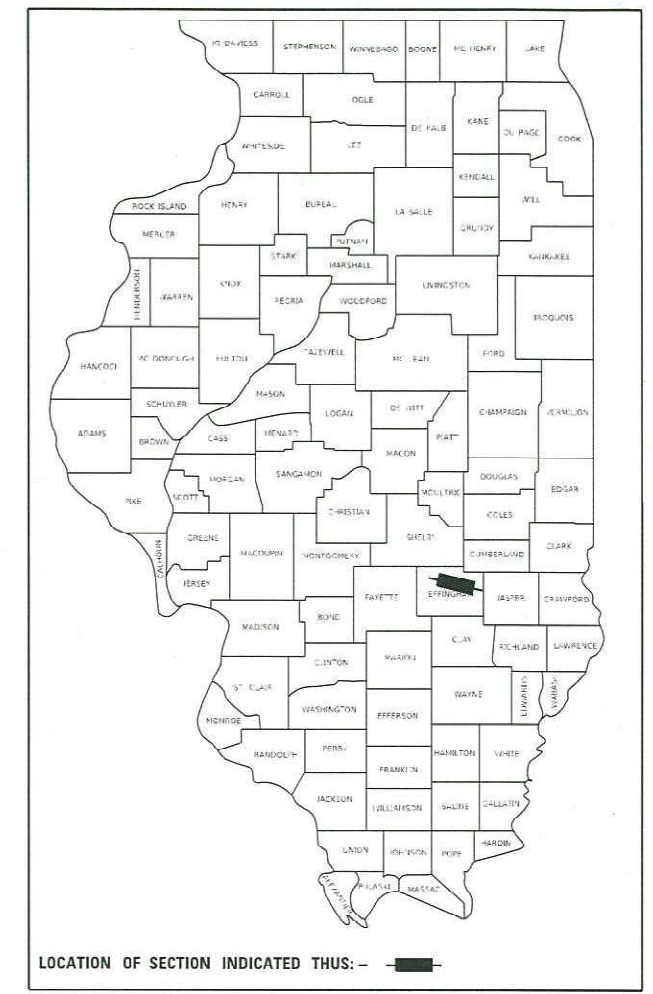 JO DAVIESS STEPHENSON WINNEBAGO BOONE MC HENRY LAKE
CARROLL OGLE
DE KALB KANE DU PAGE COOK
WHITESIDE LEE
KENDALL
ROCK ISLAND HENRY BUREAU LA SALLE WILL
GRUNDY
MERCER PUTNAM
STARK MARSHALL KANKAKEE
HENDERSON WARREN KNOX PEORIA WOODFORD LIVINGSTON
IROQUOIS
HANCOCK MC DONOUGH FULTON TAZEWELL MC LEAN FORD
MASON
SCHUYLER LOGAN DE WITT CHAMPAIGN VERMILION
ADAMS BROWN CASS MENARD PIATT
MACON
MORGAN SANGAMON DOUGLAS
PIKE SCOTT MOULTRIE EDGAR
CHRISTIAN COLES
GREENE SHELBY
CALHOUN MACOUPIN MONTGOMERY CUMBERLAND CLARK
JERSEY EFFINGHAM JASPER CRAWFORD
FAYETTE
MADISON BOND
CLAY RICHLAND LAWRENCE
CLINTON MARION
ST. CLAIR WAYNE EDWARDS WABASH
MONROE WASHINGTON JEFFERSON
RANDOLPH PERRY HAMILTON WHITE
FRANKLIN
JACKSON WILLIAMSON SALINE GALLATIN
UNION JOHNSON POPE HARDIN
ALEXANDER PULASKI MASSAC
LOCATION OF SECTION INDICATED THUS: –